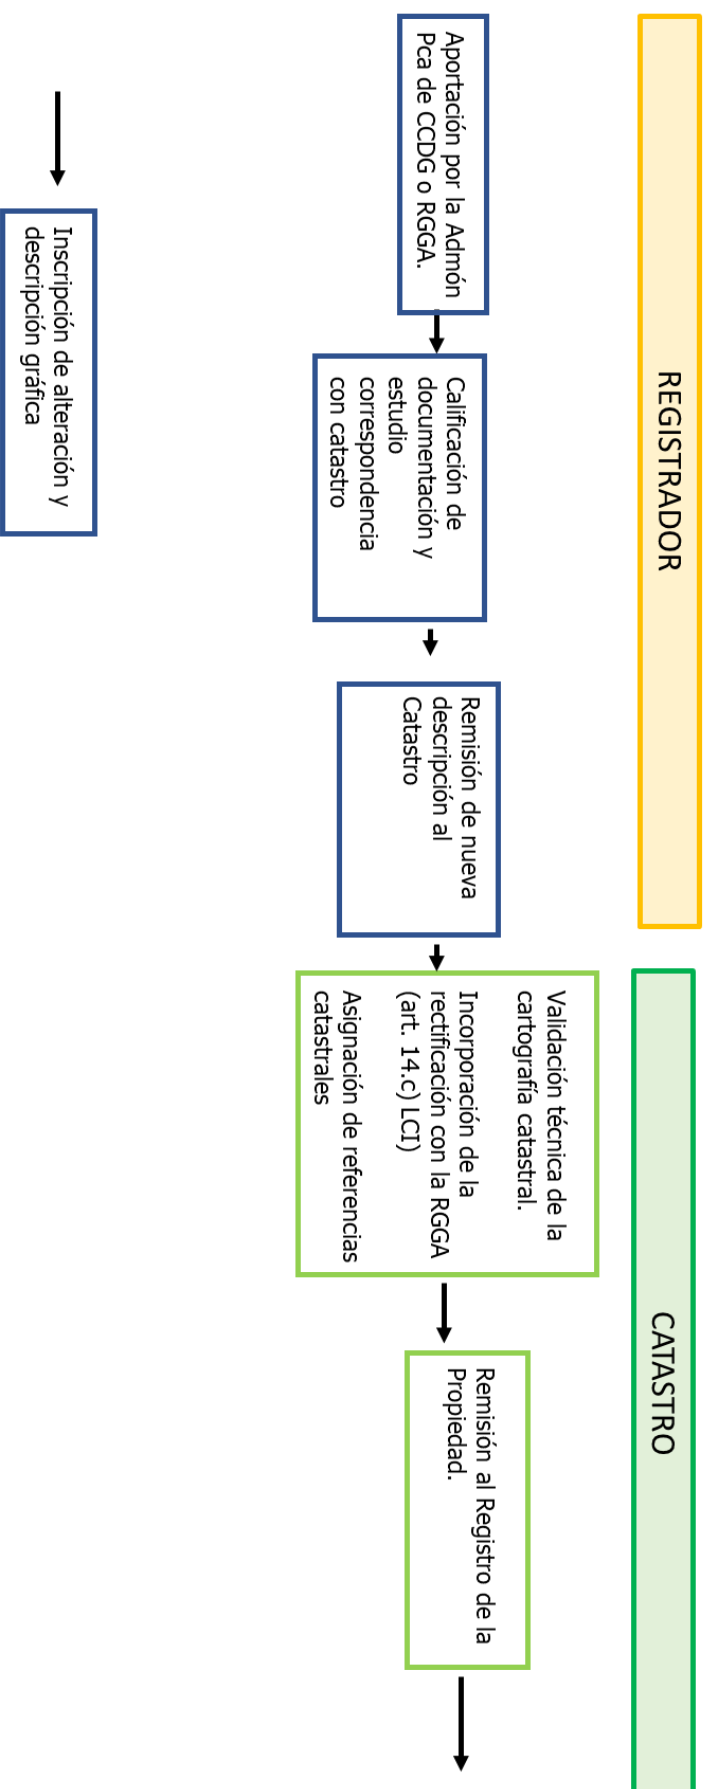 REGISTRADOR
CATASTRO
Aportación por la Admón
Pca de CCDG o RGGA.
Calificación de
documentación y
estudio
correspondencia
con catastro
Remisión de nueva
descripción al
Catastro
Validación técnica de la
cartografía catastral.
Incorporación de la
rectificación con la RGGA
(art. 14.c) LCI)
Asignación de referencias
catastrales
Remisión al Registro de la
Propiedad.
Inscripción de alteración y
descripción gráfica